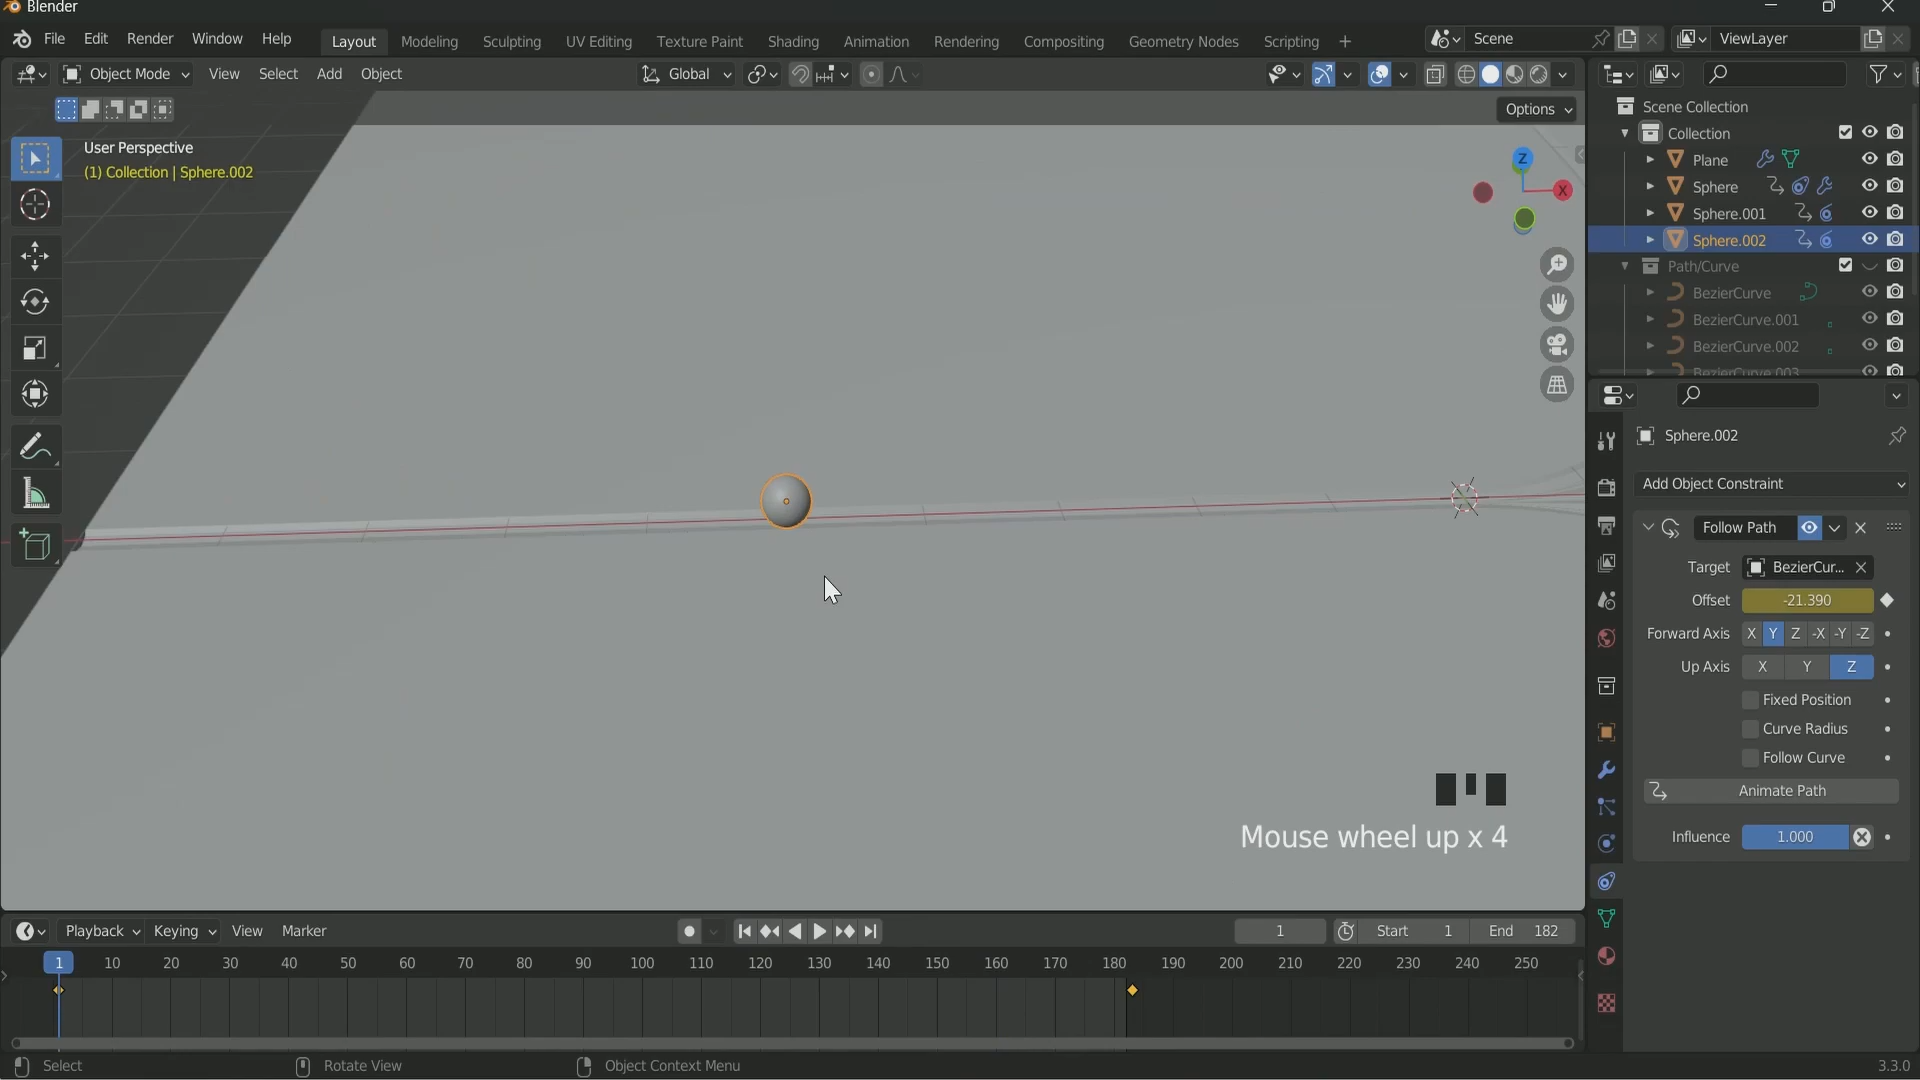 Blender
File Edit Render Window Help Layout Modeling Sculpting UV Editing Texture Paint Shading Animation Rendering Compositing Geometry Nodes Scripting + Scene ViewLayer
Object Mode View Select Add Object Global
Options
User Perspective
(1) Collection | Sphere.002
Z
X
Scene Collection
Collection
Plane
Sphere
Sphere.001
Sphere.002
Path/Curve
BezierCurve
BezierCurve.001
BezierCurve.002
BezierCurve.003
Sphere.002
Add Object Constraint
Follow Path
Target BezierCur...
Offset -21.390
Forward Axis X Y Z -X -Y -Z
Up Axis X Y Z
Fixed Position
Curve Radius
Follow Curve
Animate Path
Influence 1.000
Mouse wheel up x 4
Playback Keying View Marker 1 Start 1 End 182
1 10 20 30 40 50 60 70 80 90 100 110 120 130 140 150 160 170 180 190 200 210 220 230 240 250
Select Rotate View Object Context Menu 3.3.0